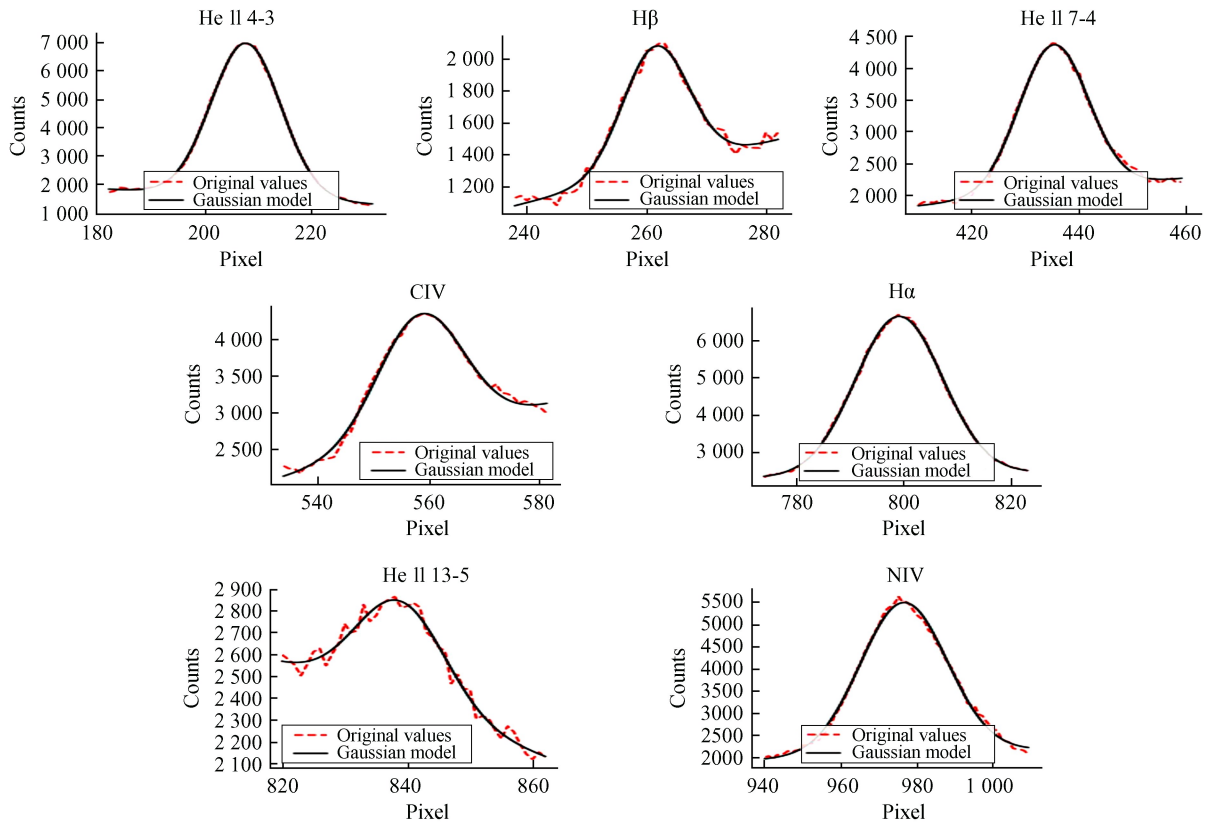 He ll 4-3
7 000
6 000
5 000
4 000
3 000
2 000
1 000
Counts
Original values
Gaussian model
180
200
220
Pixel
Hβ
2 000
1 800
1 600
1 400
1 200
Counts
Original values
Gaussian model
240
260
282
Pixel
He ll 7-4
4 500
4 000
3 500
3 000
2 500
2 000
Counts
Original values
Gaussian model
420
440
460
Pixel
CIV
4 000
3 500
3 000
2 500
Counts
Original values
Gaussian model
540
560
580
Pixel
Hα
6 000
5 000
4 000
3 000
Counts
Original values
Gaussian model
780
800
820
Pixel
He ll 13-5
2 900
2 800
2 700
2 600
2 500
2 400
2 300
2 200
2 100
Counts
Original values
Gaussian model
820
840
860
Pixel
NIV
5500
5000
4500
4000
3500
3000
2500
2000
Counts
Original values
Gaussian model
940
960
980
1 000
Pixel